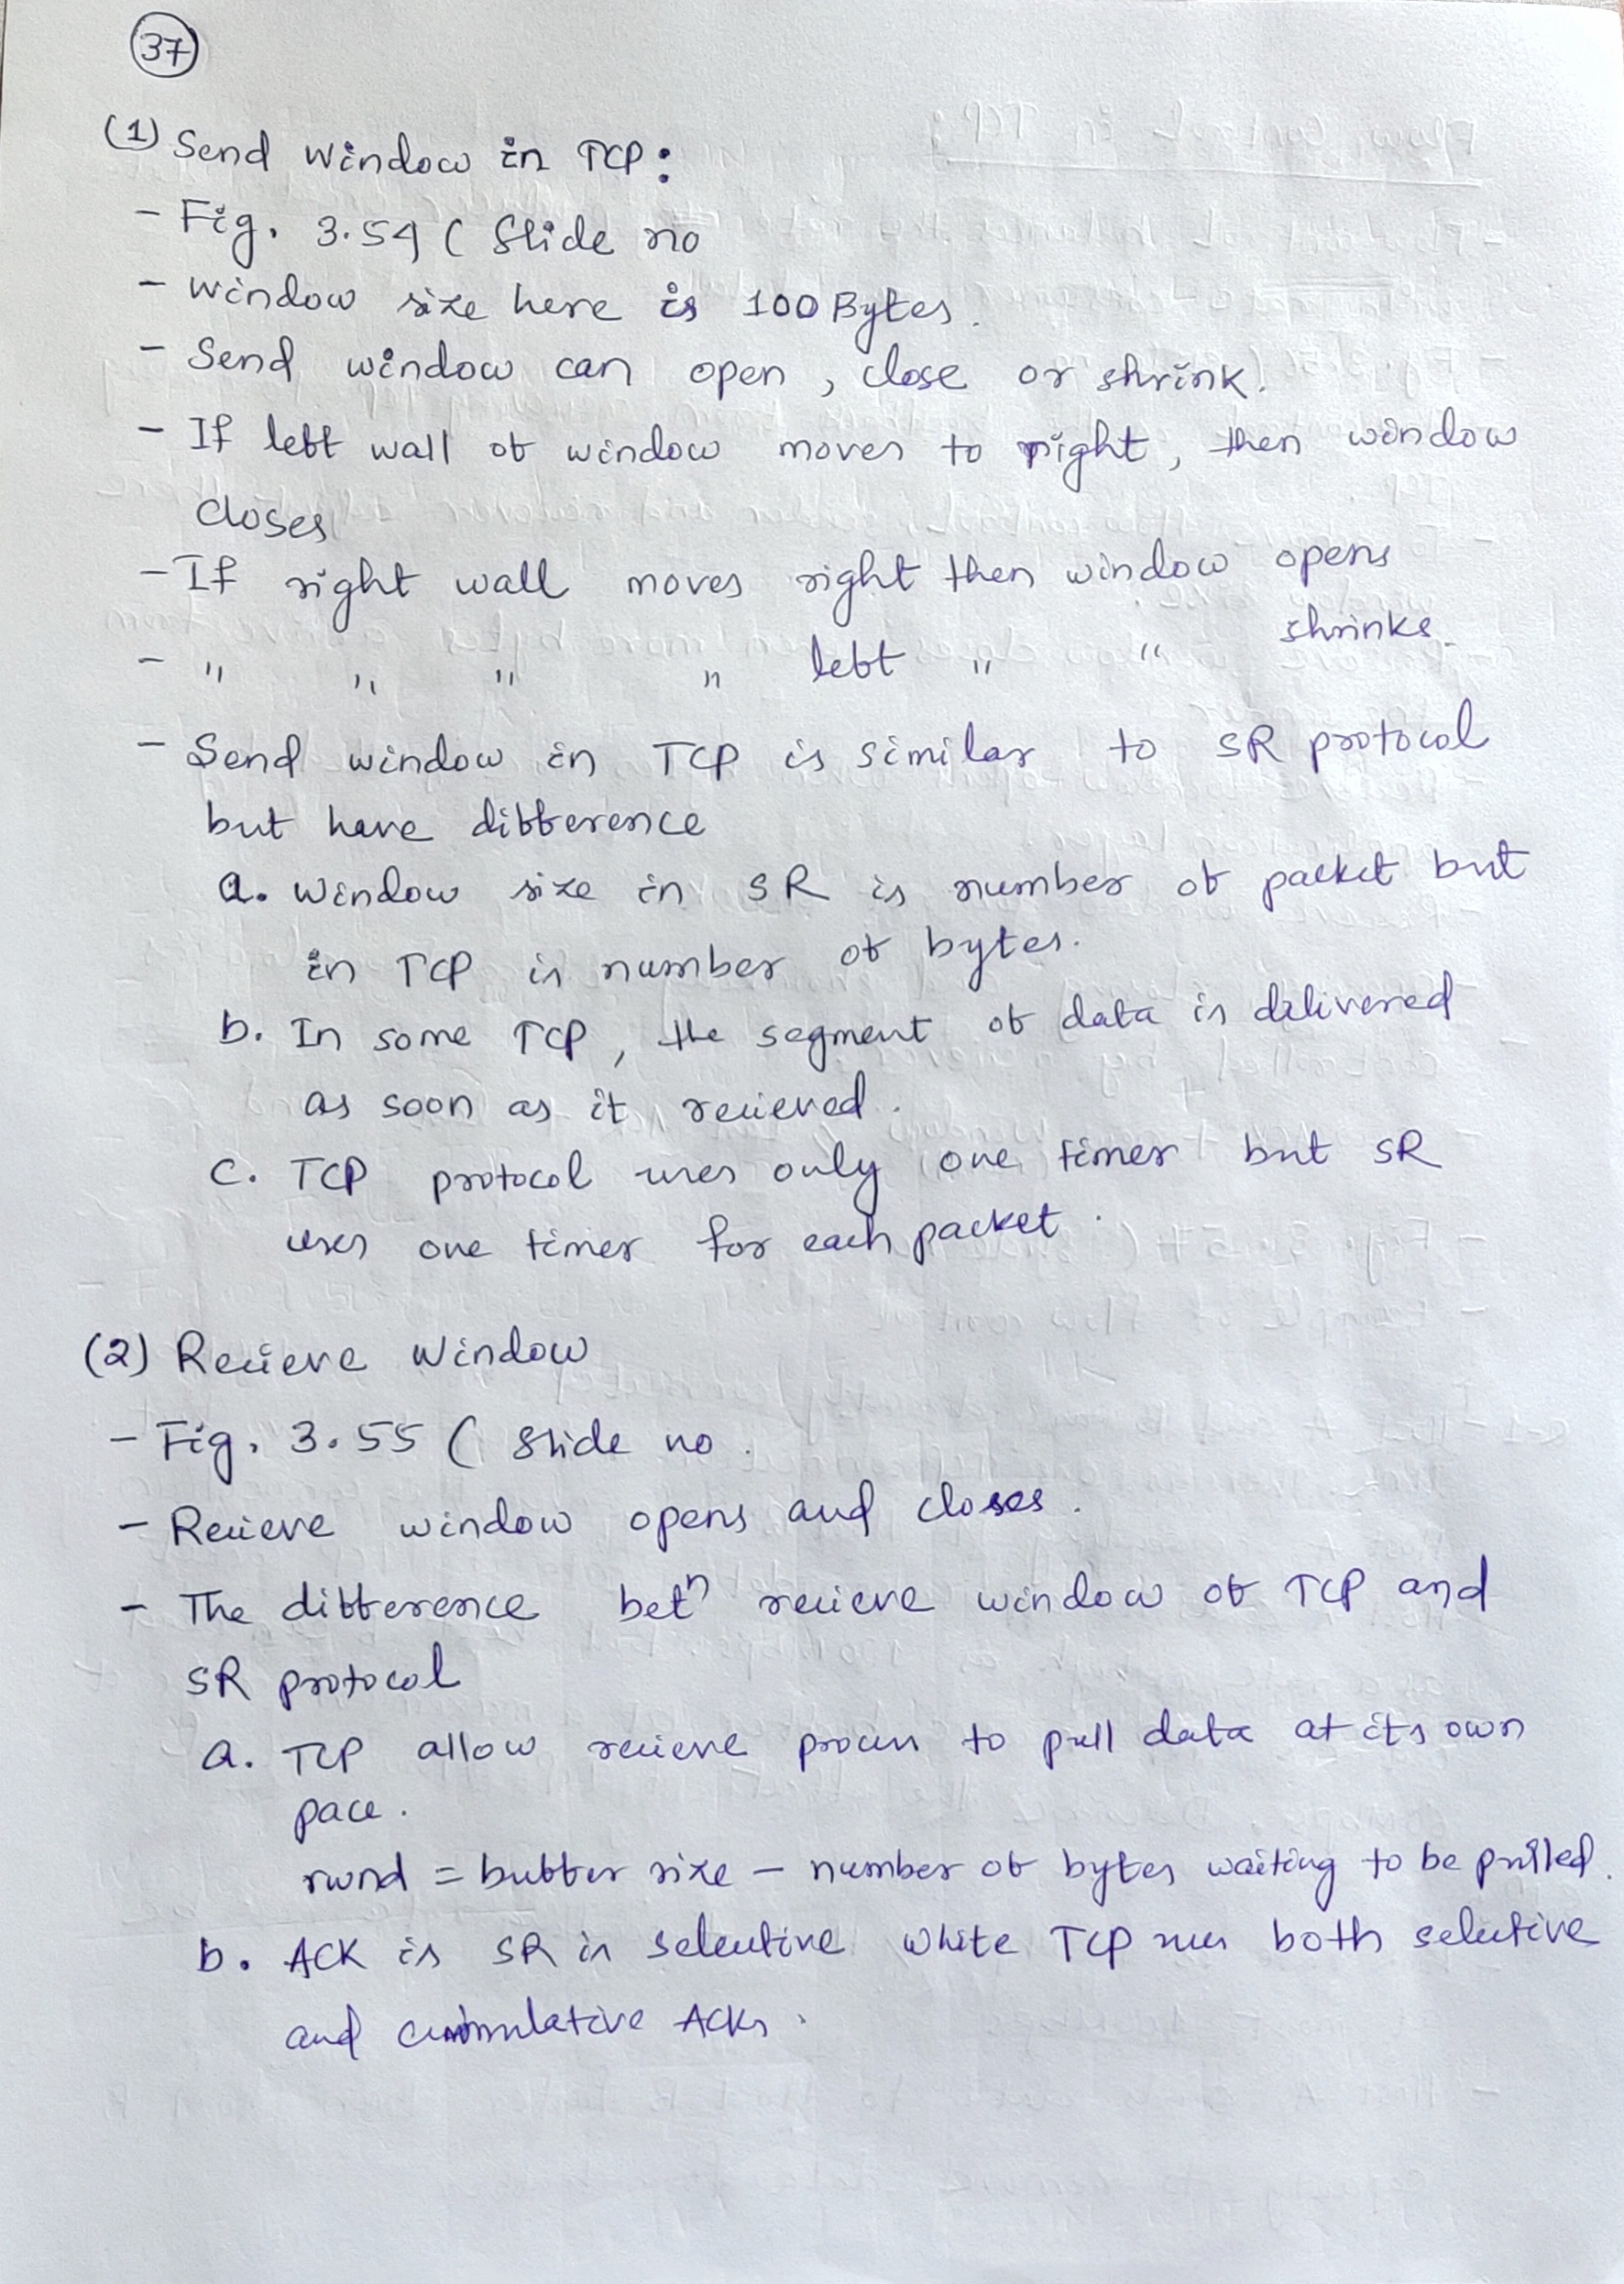 37
(1) Send Window in TCP:
- Fig. 3.54 ( Slide no
- Window size here is 100 Bytes.
- Send window can open, close or shrink.
- If left wall of window moves to right, then window
closes
- If right wall moves right then window opens
- " " " " left " " shrinks.
- Send window in TCP is similar to SR protocol
but have difference
a. Window size in SR is number of packet but
in TCP is number of bytes.
b. In some TCP, the segment of data is delivered
as soon as it recieved.
c. TCP protocol uses only one timer but SR
uses one timer for each packet.
(2) Recieve Window
- Fig. 3.55 ( Slide no.
- Recieve window opens and closes.
- The difference betn recieve window of TCP and
SR protocol
a. TCP allow recieve process to pull data at its own
pace.
rwnd = buffer size - number of bytes waiting to be pulled.
b. ACK is SR is selective while TCP uses both selective
and cummulative ACKs.